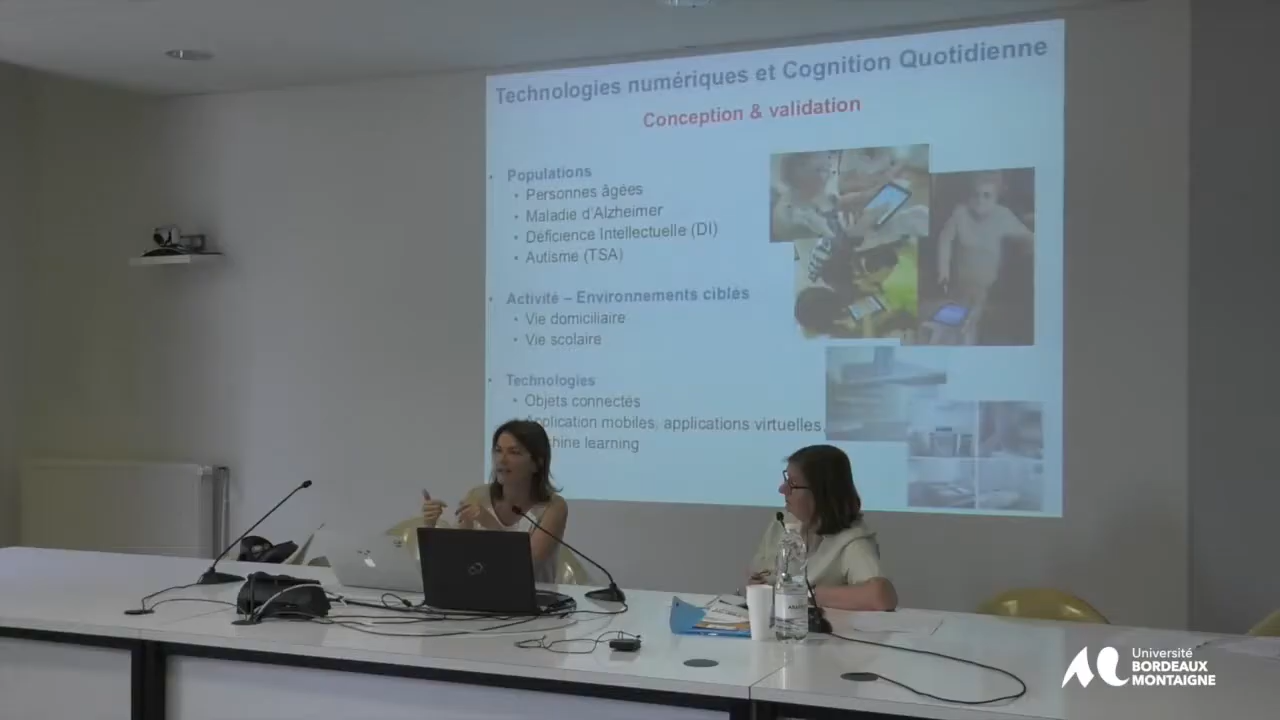 Technologies numériques et Cognition Quotidienne
Conception & validation
• Populations
• Personnes âgées
• Maladie d'Alzheimer
• Déficience Intellectuelle (DI)
• Autisme (TSA)
• Activité – Environnements ciblés
• Vie domiciliaire
• Vie scolaire
• Technologies
• Objets connectés
Application mobiles, applications virtuelles,
learning
Université
BORDEAUX
MONTAIGNE